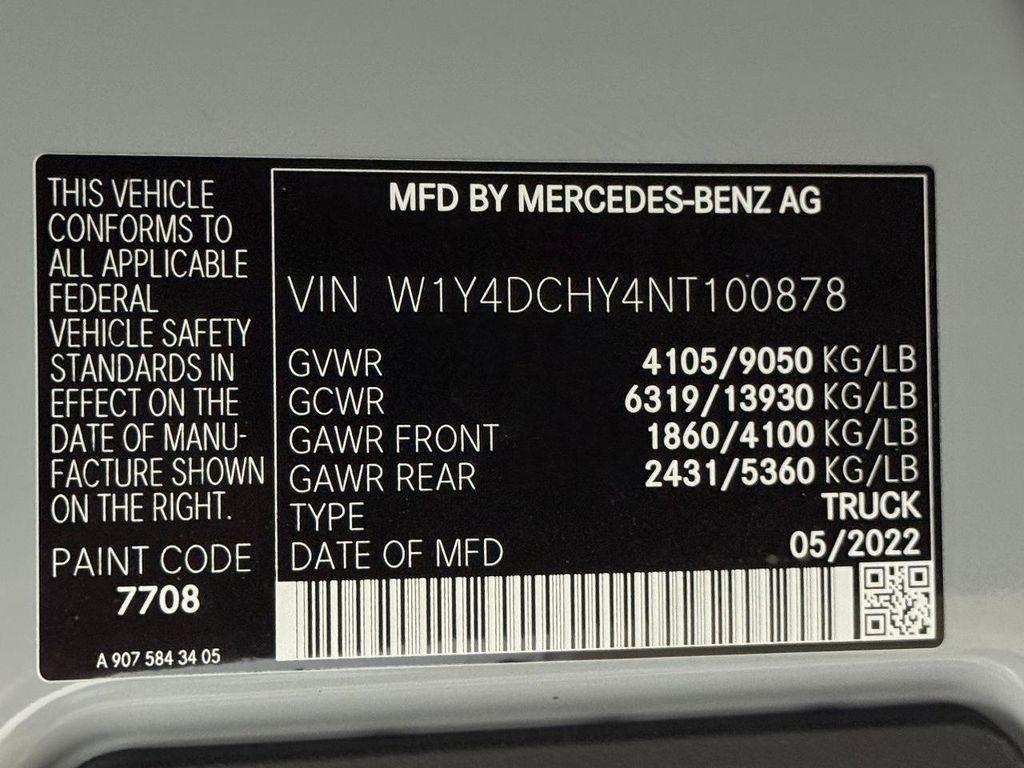 THIS VEHICLE
CONFORMS TO
ALL APPLICABLE
FEDERAL
VEHICLE SAFETY
STANDARDS IN
EFFECT ON THE
DATE OF MANU-
FACTURE SHOWN
ON THE RIGHT.
PAINT CODE
7708
A 907 584 34 05
MFD BY MERCEDES-BENZ AG
VIN W1Y4DCHY4NT100878
GVWR 4105/9050 KG/LB
GCWR 6319/13930 KG/LB
GAWR FRONT 1860/4100 KG/LB
GAWR REAR 2431/5360 KG/LB
TYPE TRUCK
DATE OF MFD 05/2022